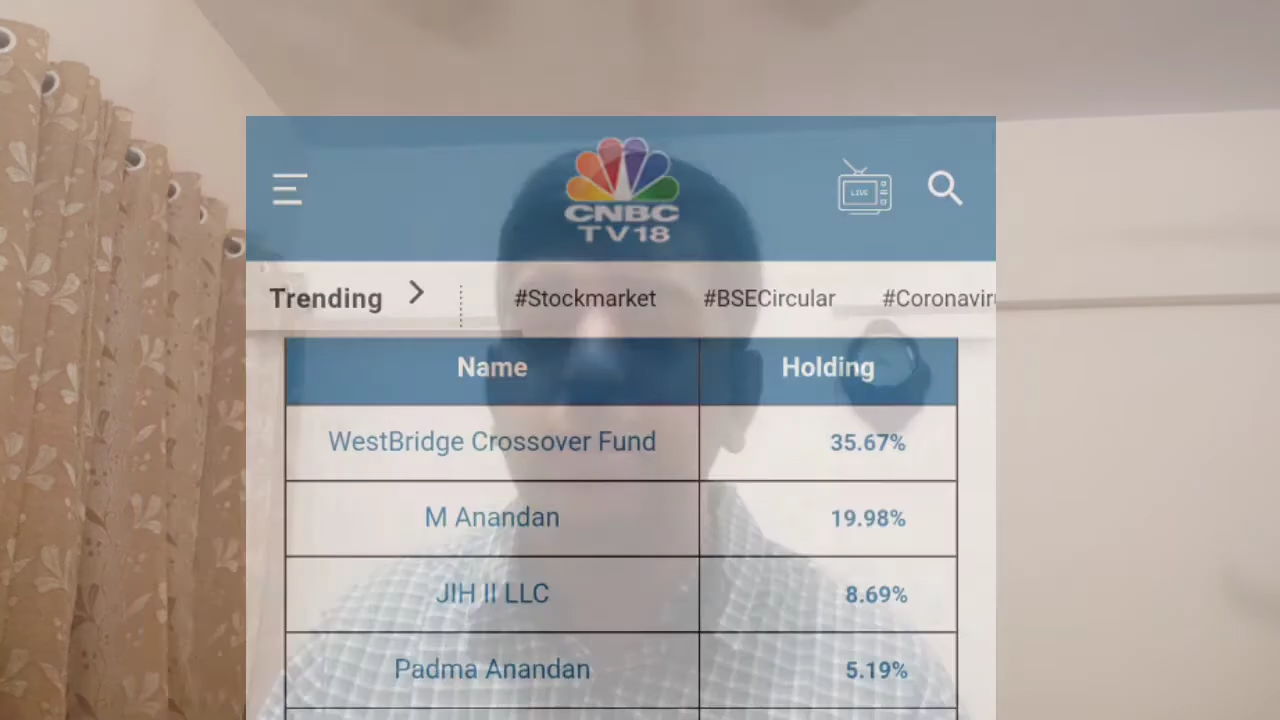 CNBC
TV18
LIVE
Trending
#Stockmarket #BSECircular #Coronavir
Name Holding
WestBridge Crossover Fund 35.67%
M Anandan 19.98%
JIH II LLC 8.69%
Padma Anandan 5.19%